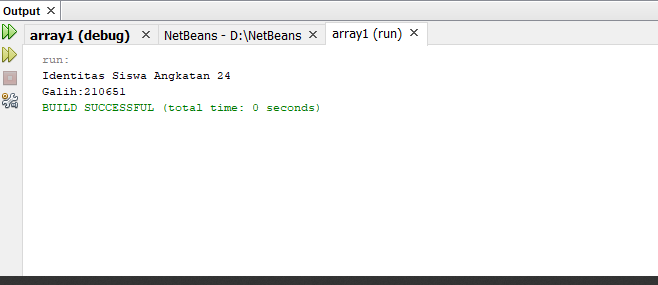 Output
array1 (debug) NetBeans - D:\NetBeans array1 (run)
run:
Identitas Siswa Angkatan 24
Galih:210651
BUILD SUCCESSFUL (total time: 0 seconds)